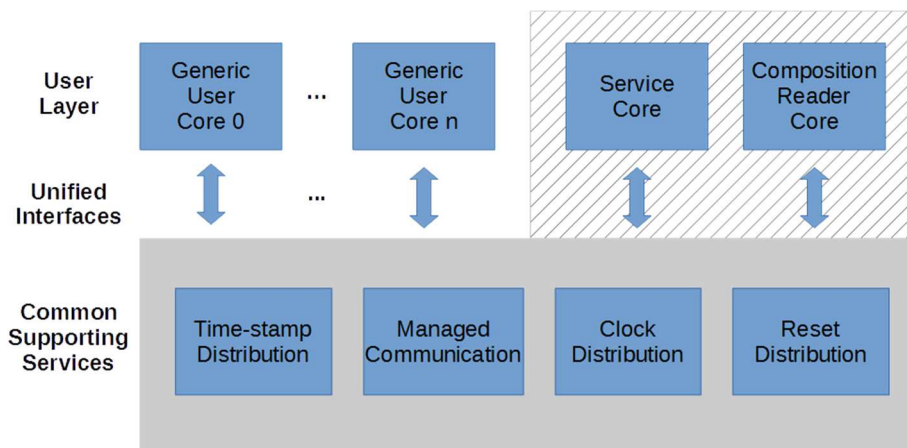 User
Layer
Generic
User
Core 0
...
Generic
User
Core n
Service
Core
Composition
Reader
Core
Unified
Interfaces
...
Common
Supporting
Services
Time-stamp
Distribution
Managed
Communication
Clock
Distribution
Reset
Distribution